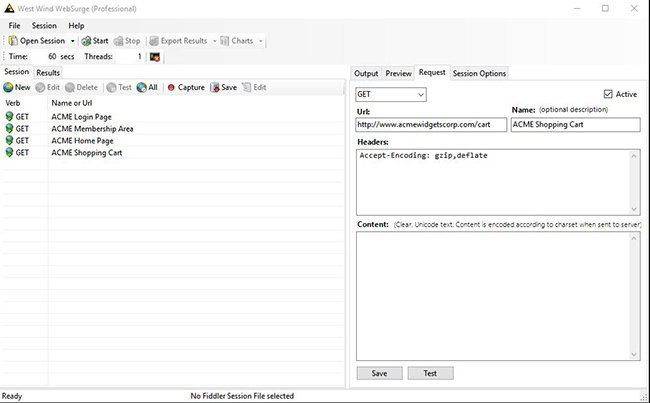 West Wind WebSurge (Professional)
File Session Help
Open Session Start Stop Export Results Charts
Time: 60 secs Threads: 1
Session Results
New Edit Delete Test All Capture Save Edit
Verb Name or Url
GET ACME Login Page
GET ACME Membership Area
GET ACME Home Page
GET ACME Shopping Cart
Output Preview Request Session Options
GET Active
Url: Name: (optional description)
http://www.acmewidgetscorp.com/cart ACME Shopping Cart
Headers:
Accept-Encoding: gzip,deflate
Content: (Clear, Unicode text. Content is encoded according to charset when sent to server)
Save Test
Ready No Fiddler Session File selected